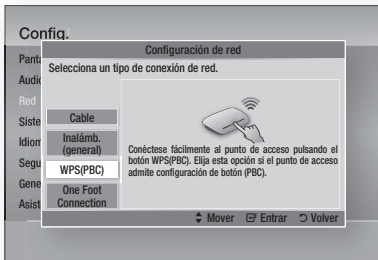 Config.
Configuración de red
Selecciona un tipo de conexión de red.
Red
Cable
Inalámb.
(general)
WPS(PBC)
One Foot
Connection
Conéctese fácilmente al punto de acceso pulsando el
botón WPS(PBC). Elija esta opción si el punto de acceso
admite configuración de botón (PBC).
Mover Entrar Volver